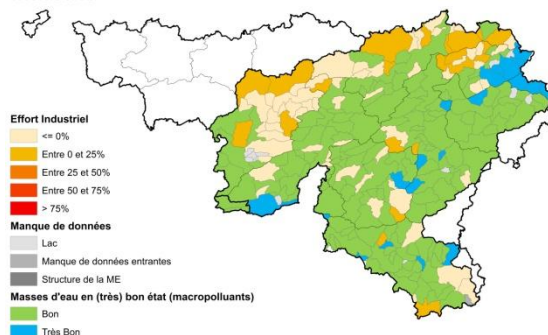 Effort Industriel
<= 0%
Entre 0 et 25%
Entre 25 et 50%
Entre 50 et 75%
> 75%
Manque de données
Lac
Manque de données entrantes
Structure de la ME
Masses d'eau en (très) bon état (macropolluants)
Bon
Très Bon